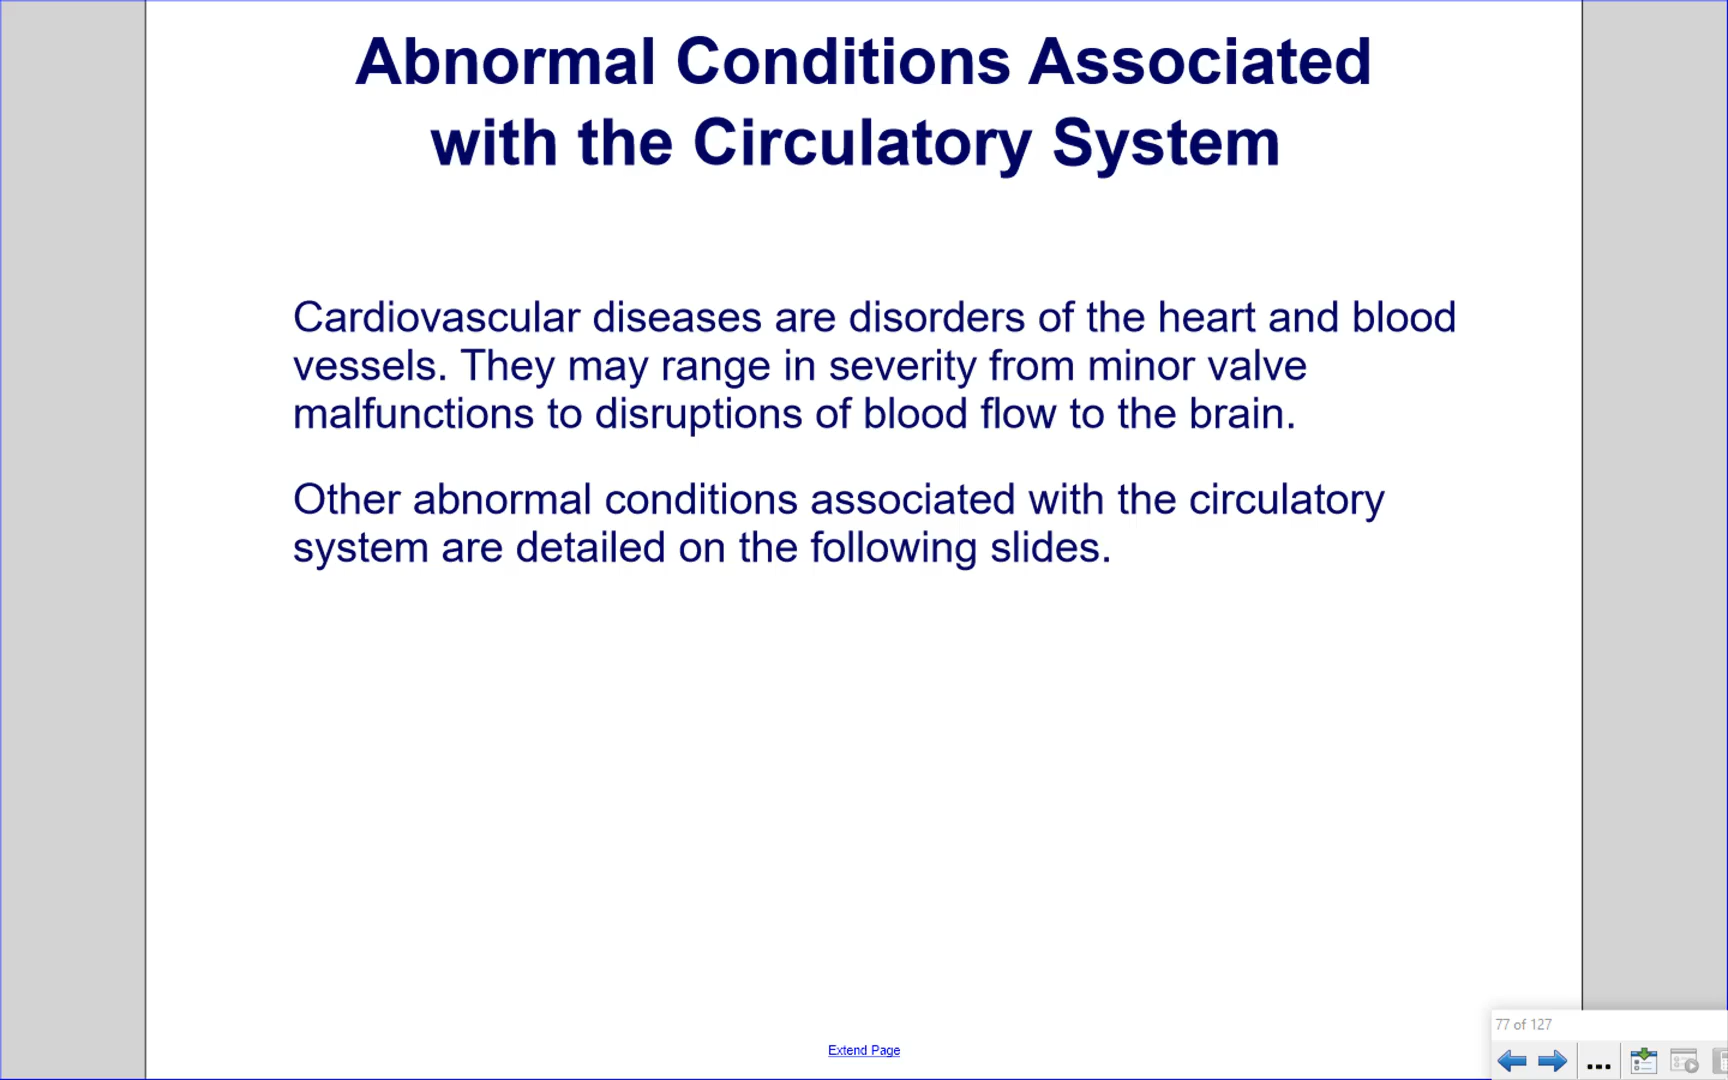 Abnormal Conditions Associated
with the Circulatory System
Cardiovascular diseases are disorders of the heart and blood
vessels. They may range in severity from minor valve
malfunctions to disruptions of blood flow to the brain.
Other abnormal conditions associated with the circulatory
system are detailed on the following slides.
Extend Page
77 of 127